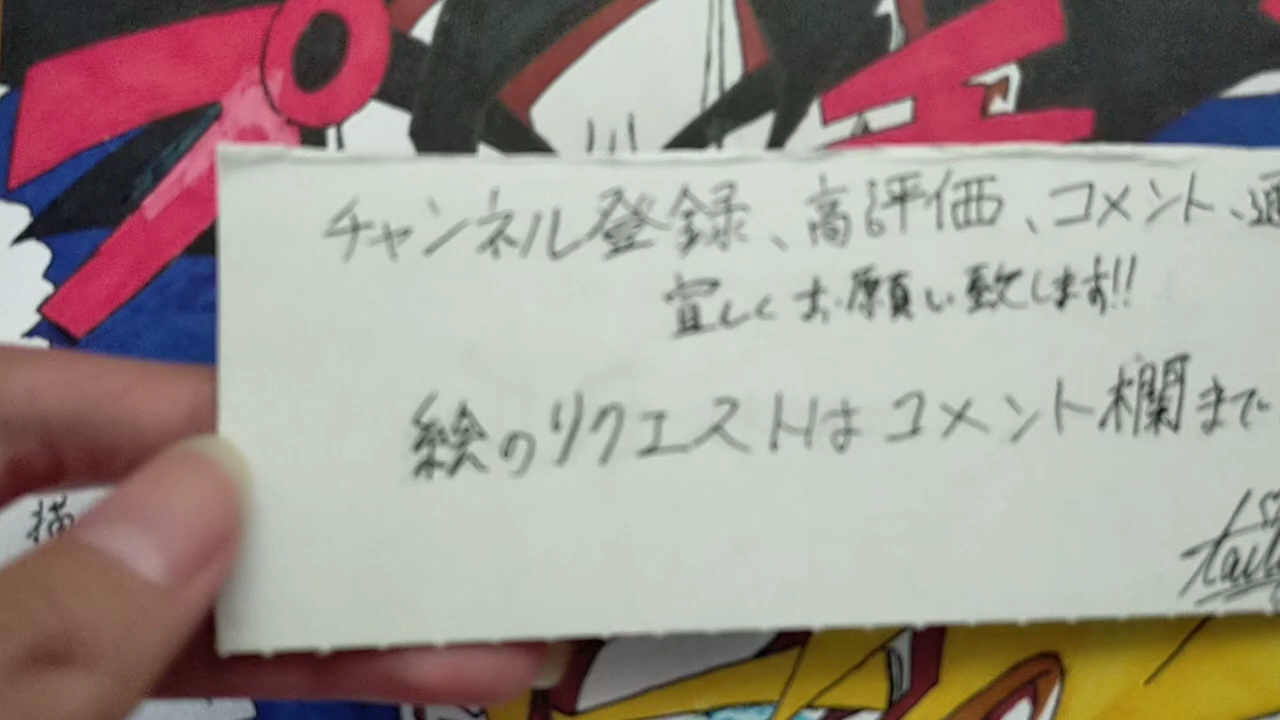 チャンネル登録、高評価、コメント、通
宜しくお願い致します!!
絵のリクエストはコメント欄まで
描